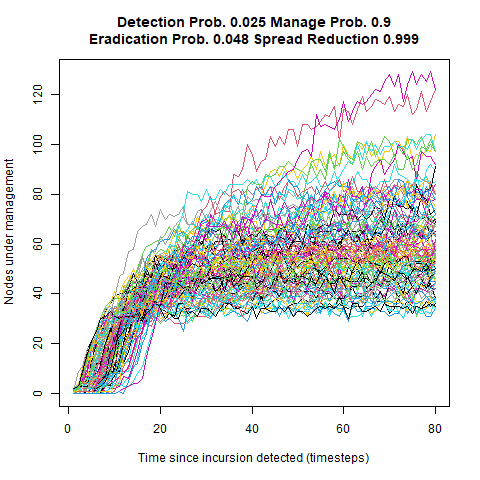 Detection Prob. 0.025 Manage Prob. 0.9
Eradication Prob. 0.048 Spread Reduction 0.999
Nodes under management
120
100
80
60
40
20
0
0 20 40 60 80
Time since incursion detected (timesteps)